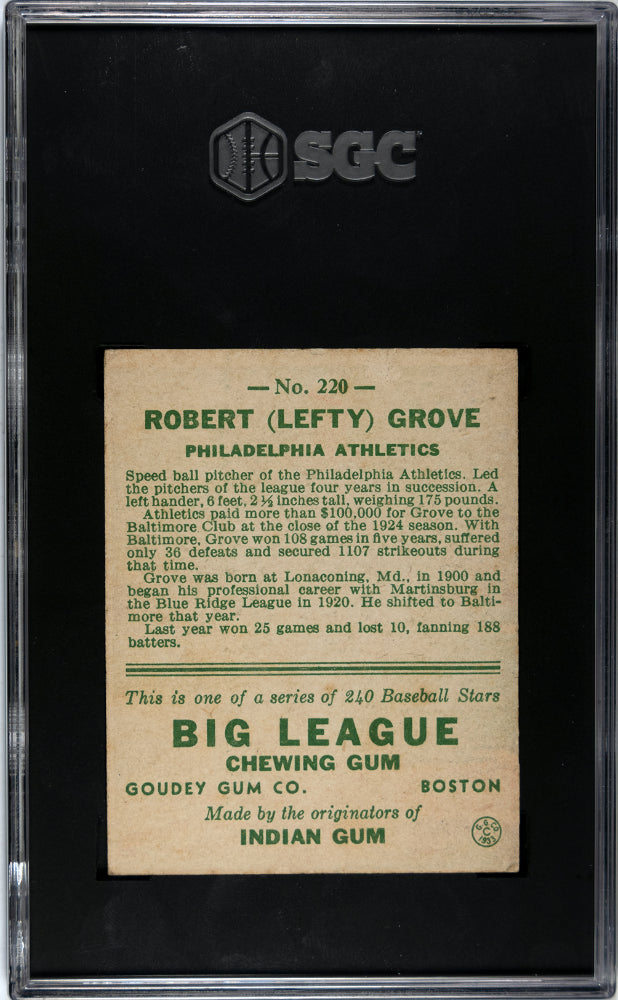 SGC
— No. 220 —
ROBERT (LEFTY) GROVE
PHILADELPHIA ATHLETICS
Speed ball pitcher of the Philadelphia Athletics. Led
the pitchers of the league four years in succession. A
left hander, 6 feet, 2 ½ inches tall, weighing 175 pounds.
Athletics paid more than $100,000 for Grove to the
Baltimore Club at the close of the 1924 season. With
Baltimore, Grove won 108 games in five years, suffered
only 36 defeats and secured 1107 strikeouts during
that time.
Grove was born at Lonaconing, Md., in 1900 and
began his professional career with Martinsburg in
the Blue Ridge League in 1920. He shifted to Balti-
more that year.
Last year won 25 games and lost 10, fanning 188
batters.
This is one of a series of 240 Baseball Stars
BIG LEAGUE
CHEWING GUM
GOUDEY GUM CO. BOSTON
Made by the originators of
INDIAN GUM
G. G. CO.
C
1933